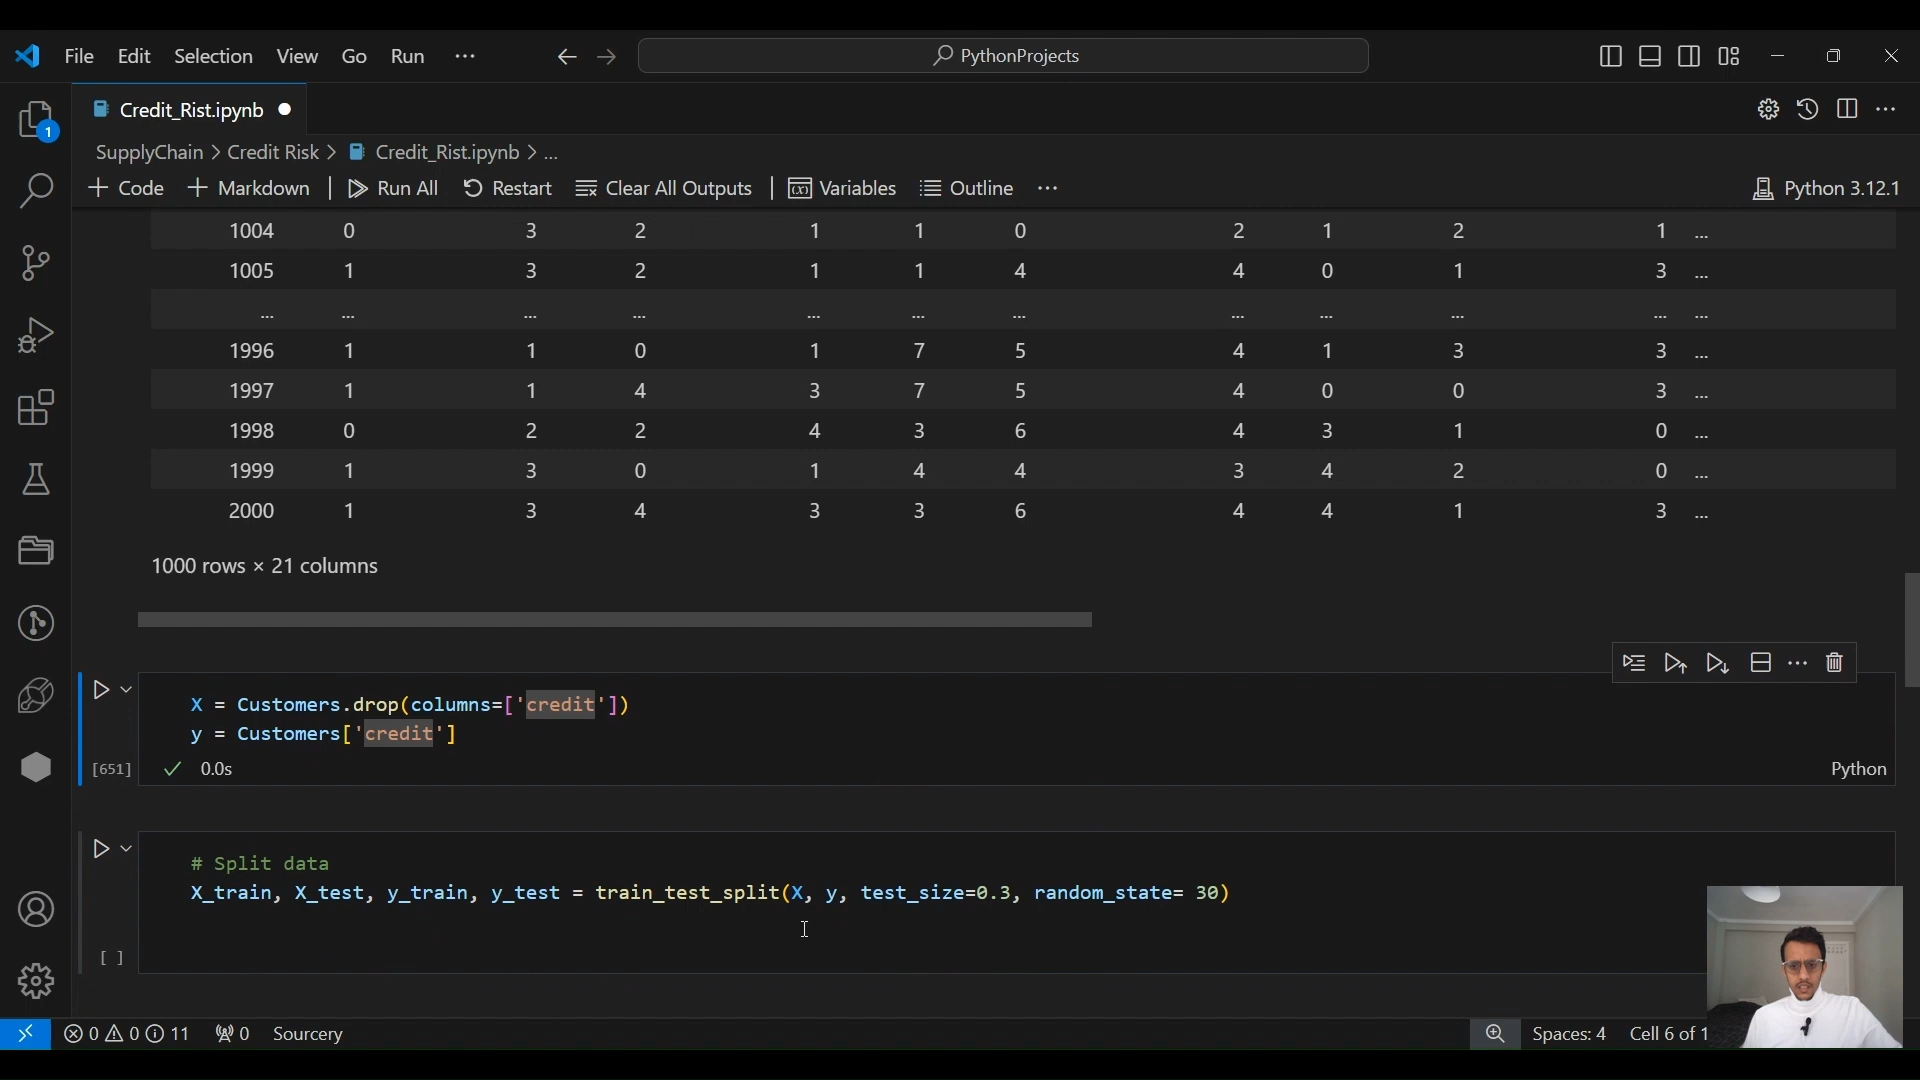 File Edit Selection View Go Run ... PythonProjects
Credit_Rist.ipynb
1
SupplyChain > Credit Risk > Credit_Rist.ipynb > ...
+ Code + Markdown | Run All Restart Clear All Outputs | Variables Outline ... Python 3.12.1
1004 0 3 2 1 1 0 2 1 2 1 ...
1005 1 3 2 1 1 4 4 0 1 3 ...
... ... ... ... ... ... ... ... ... ... ... ...
1996 1 1 0 1 7 5 4 1 3 3 ...
1997 1 1 4 3 7 5 4 0 0 3 ...
1998 0 2 2 4 3 6 4 3 1 0 ...
1999 1 3 0 1 4 4 3 4 2 0 ...
2000 1 3 4 3 3 6 4 4 1 3 ...
1000 rows × 21 columns
X = Customers.drop(columns=['credit'])
y = Customers['credit']
[651] 0.0s Python
# Split data
X_train, X_test, y_train, y_test = train_test_split(X, y, test_size=0.3, random_state= 30)
[ ]
0 0 11 0 Sourcery Spaces: 4 Cell 6 of 1